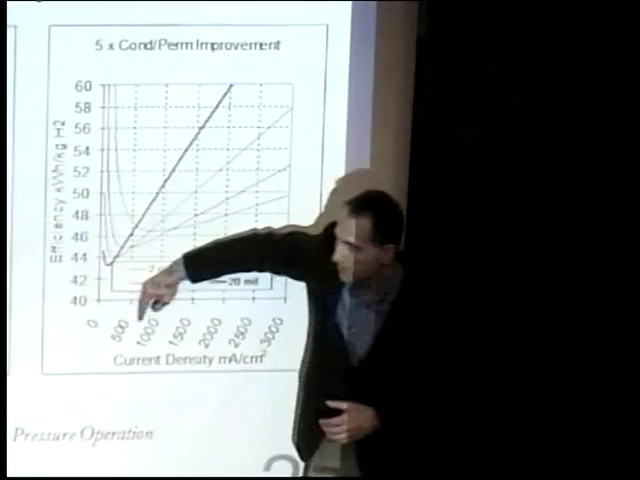 5 x Cond/Perm Improvement
60
58
56
54
52
50
48
46
44
42
40
Efficiency kWh/kg H2
20 mil
0 500 1000 1500 2000 2500 3000
Current Density mA/cm²
Pressure Operation